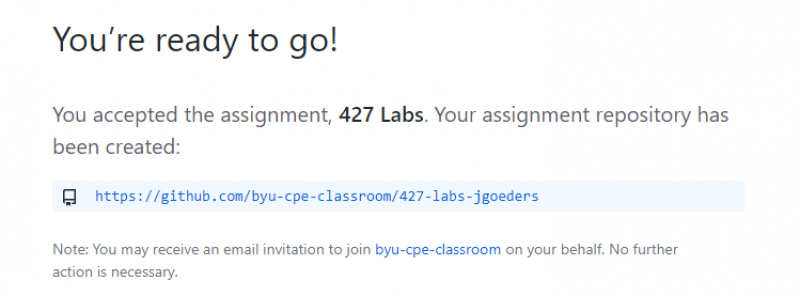 You’re ready to go!
You accepted the assignment, 427 Labs. Your assignment repository has
been created:
https://github.com/byu-cpe-classroom/427-labs-jgoeders
Note: You may receive an email invitation to join byu-cpe-classroom on your behalf. No further
action is necessary.